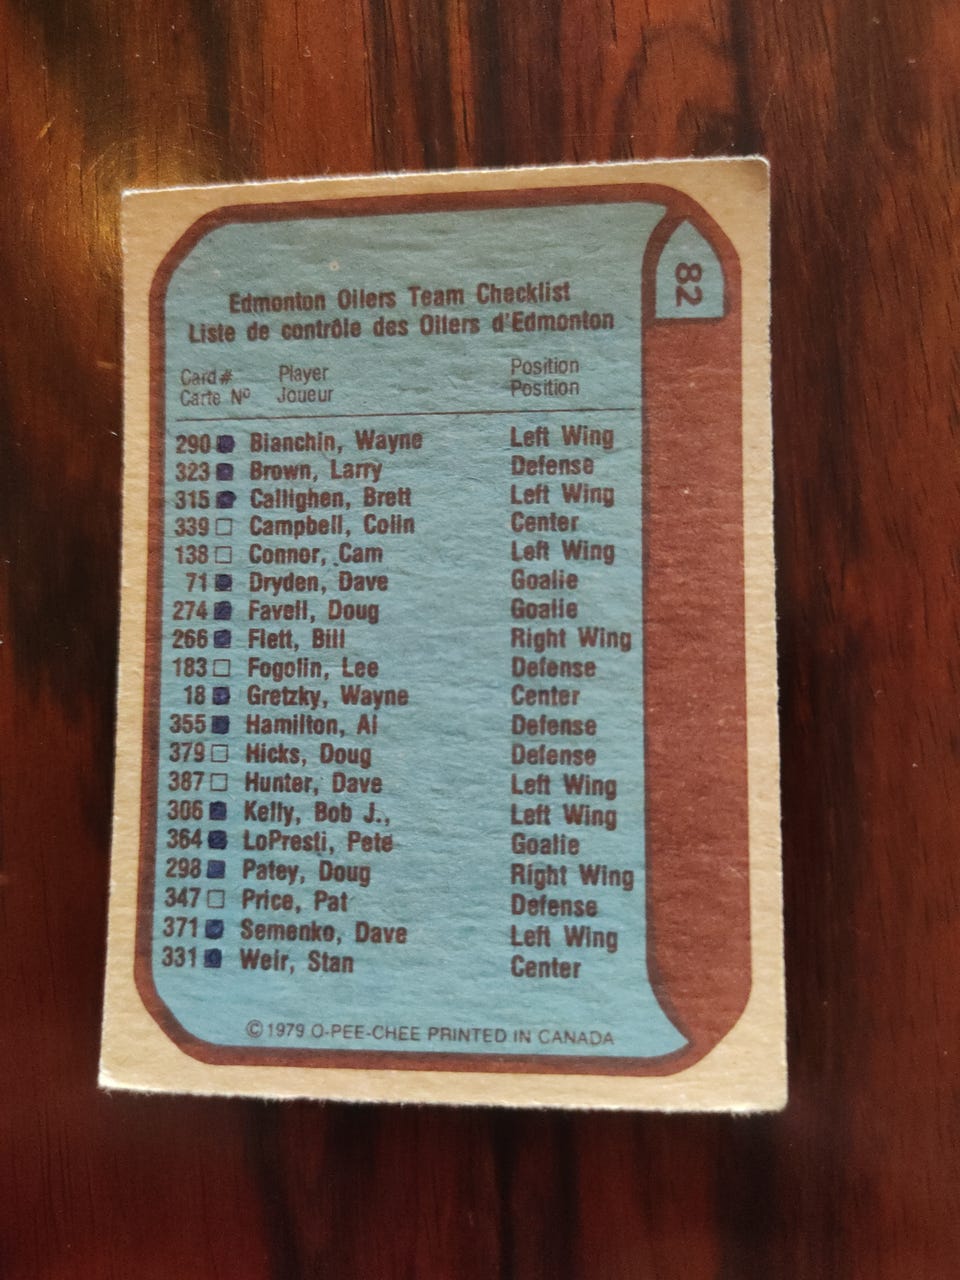 82
Edmonton Oilers Team Checklist
Liste de contrôle des Oilers d'Edmonton
Card # Player Position
Carte Nº Joueur Position
290 Bianchin, Wayne Left Wing
323 Brown, Larry Defense
315 Callighen, Brett Left Wing
339 Campbell, Colin Center
138 Connor, Cam Left Wing
71 Dryden, Dave Goalie
274 Favell, Doug Goalie
266 Flett, Bill Right Wing
183 Fogolin, Lee Defense
18 Gretzky, Wayne Center
355 Hamilton, Al Defense
379 Hicks, Doug Defense
387 Hunter, Dave Left Wing
306 Kelly, Bob J., Left Wing
364 LoPresti, Pete Goalie
298 Patey, Doug Right Wing
347 Price, Pat Defense
371 Semenko, Dave Left Wing
331 Weir, Stan Center
© 1979 O-PEE-CHEE PRINTED IN CANADA